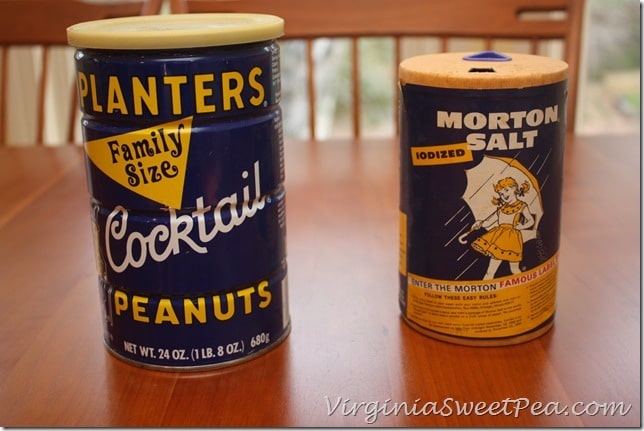 PLANTERS
Family
Size
Cocktail
PEANUTS
NET WT. 24 OZ. (1 LB. 8 OZ.) 680g
MORTON
SALT
IODIZED
ENTER THE MORTON FAMOUS LABEL
FOLLOW THESE EASY RULES:
VirginiaSweetPea.com